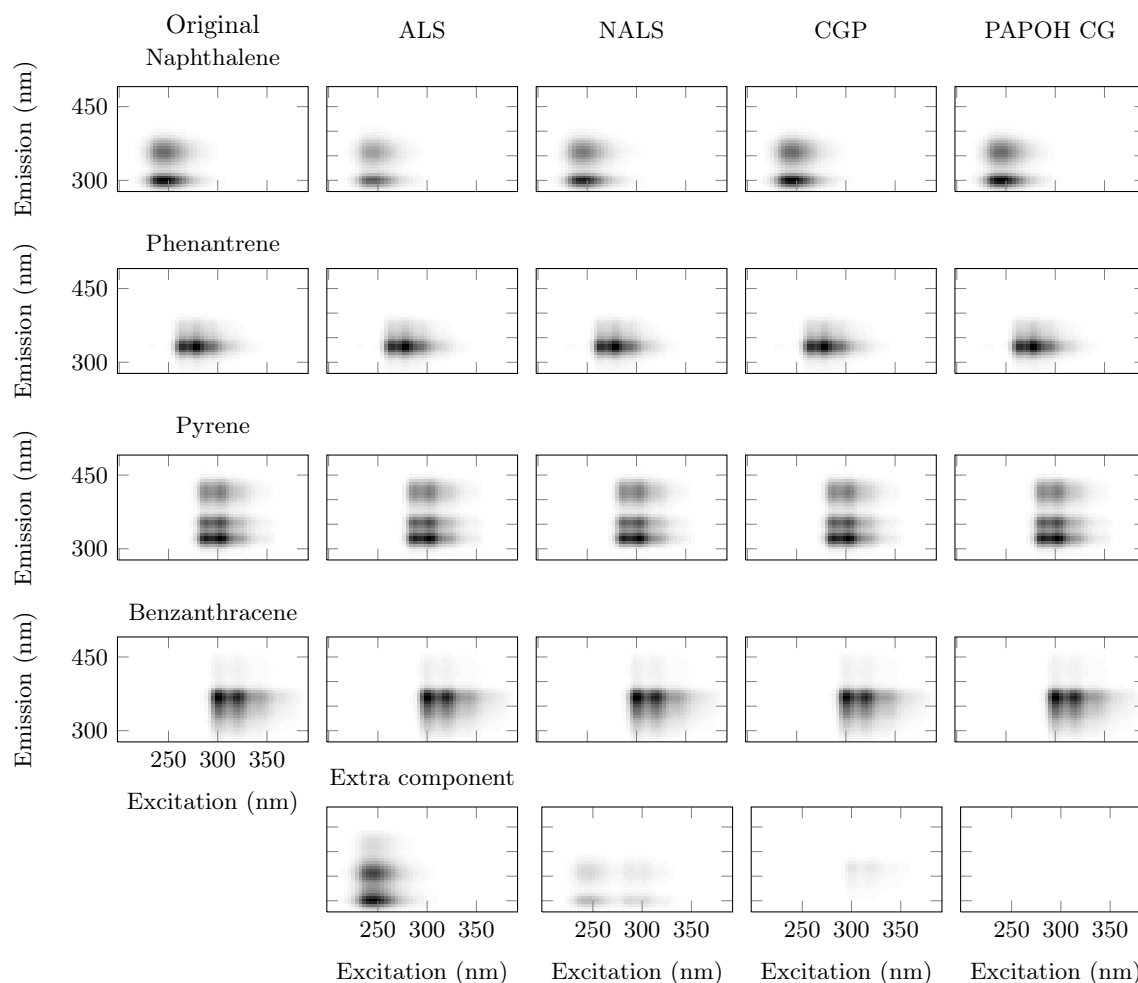 Original ALS NALS CGP PAPOH CG
Naphthalene
Emission (nm)
450
300
Phenantrene
Emission (nm)
450
300
Pyrene
Emission (nm)
450
300
Benzanthracene
Emission (nm)
450
300
250 300 350
Excitation (nm)
Extra component
250 300 350 250 300 350 250 300 350 250 300 350
Excitation (nm) Excitation (nm) Excitation (nm) Excitation (nm)